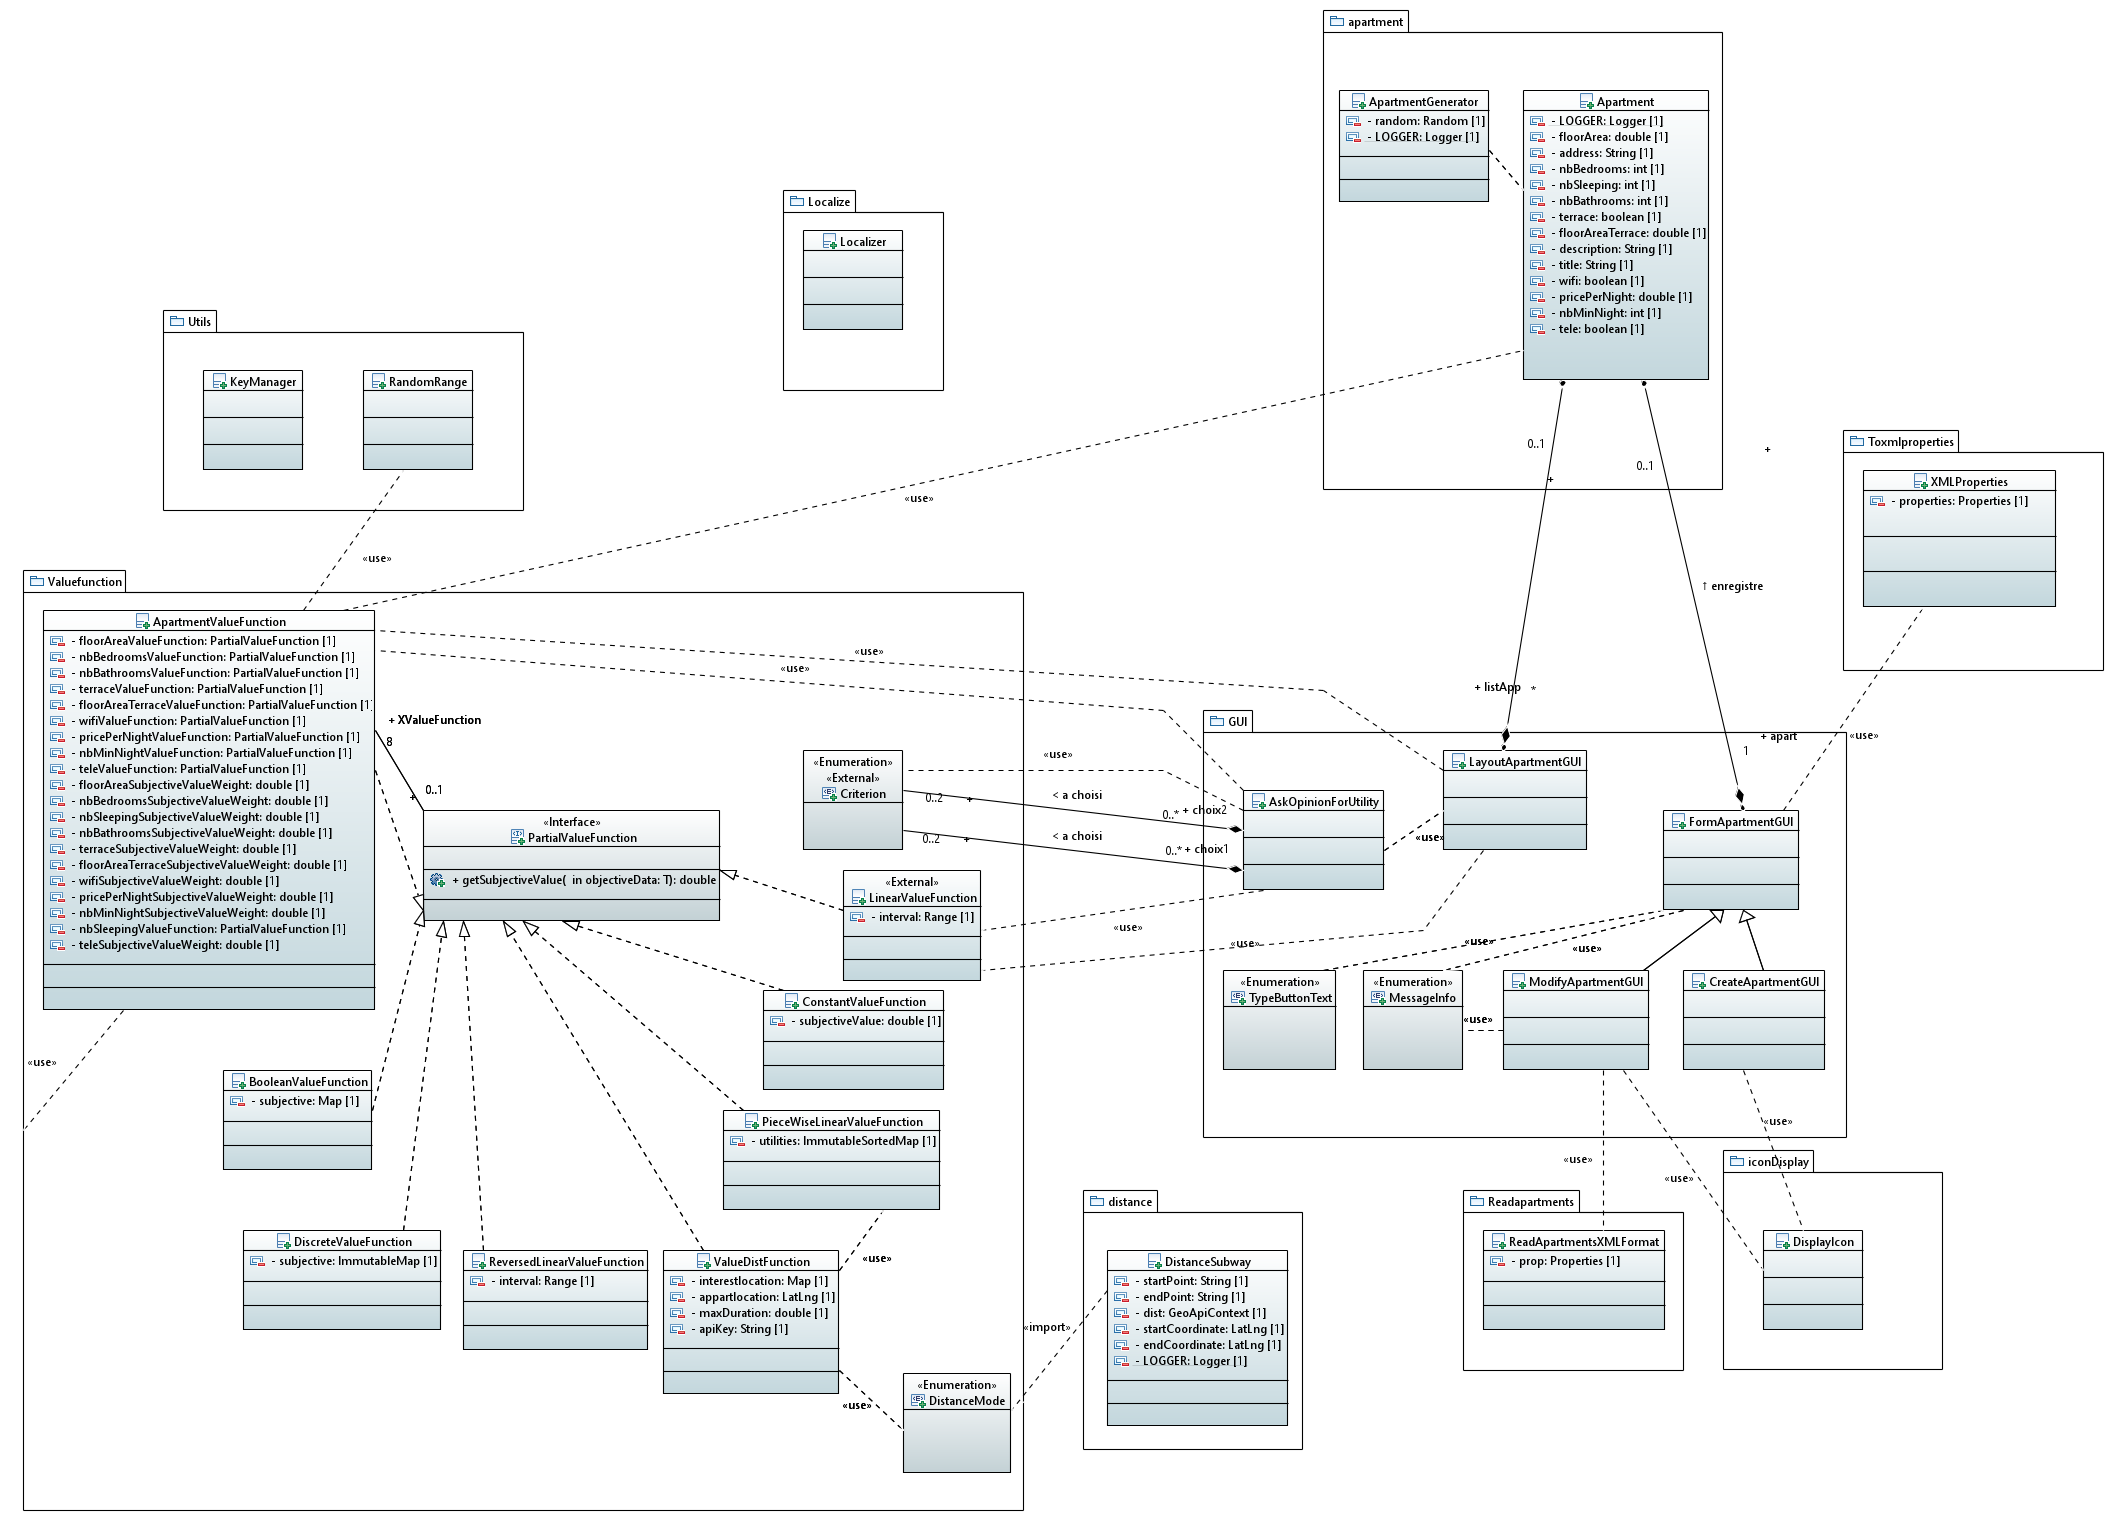 apartment
ApartmentGenerator
- random: Random [1]
- LOGGER: Logger [1]
Apartment
- LOGGER: Logger [1]
- floorArea: double [1]
- address: String [1]
- nbBedrooms: int [1]
- nbSleeping: int [1]
- nbBathrooms: int [1]
- terrace: boolean [1]
- floorAreaTerrace: double [1]
- description: String [1]
- title: String [1]
- wifi: boolean [1]
- pricePerNight: double [1]
- nbMinNight: int [1]
- tele: boolean [1]
Localize
Localizer
Utils
KeyManager
RandomRange
«use»
«use»
0..1
+
0..1
+
↑ enregistre
+ listApp *
+ apart
1
Toxmlproperties
XMLProperties
- properties: Properties [1]
«use»
Valuefunction
ApartmentValueFunction
- floorAreaValueFunction: PartialValueFunction [1]
- nbBedroomsValueFunction: PartialValueFunction [1]
- nbBathroomsValueFunction: PartialValueFunction [1]
- terraceValueFunction: PartialValueFunction [1]
- floorAreaTerraceValueFunction: PartialValueFunction [1]
- wifiValueFunction: PartialValueFunction [1]
- pricePerNightValueFunction: PartialValueFunction [1]
- nbMinNightValueFunction: PartialValueFunction [1]
- teleValueFunction: PartialValueFunction [1]
- floorAreaSubjectiveValueWeight: double [1]
- nbBedroomsSubjectiveValueWeight: double [1]
- nbSleepingSubjectiveValueWeight: double [1]
- nbBathroomsSubjectiveValueWeight: double [1]
- terraceSubjectiveValueWeight: double [1]
- floorAreaTerraceSubjectiveValueWeight: double [1]
- wifiSubjectiveValueWeight: double [1]
- pricePerNightSubjectiveValueWeight: double [1]
- nbMinNightSubjectiveValueWeight: double [1]
- nbSleepingValueFunction: PartialValueFunction [1]
- teleSubjectiveValueWeight: double [1]
«use»
«use»
«use»
+ XValueFunction
8
0..1
+
«Interface»
PartialValueFunction
+ getSubjectiveValue( in objectiveData: T): double
«Enumeration»
«External»
Criterion
«use»
0..2
+
< a choisi
0..*
+ choix2
0..2
+
< a choisi
0..*
+ choix1
«External»
LinearValueFunction
- interval: Range [1]
«use»
«use»
ConstantValueFunction
- subjectiveValue: double [1]
BooleanValueFunction
- subjective: Map [1]
PieceWiseLinearValueFunction
- utilities: ImmutableSortedMap [1]
DiscreteValueFunction
- subjective: ImmutableMap [1]
ReversedLinearValueFunction
- interval: Range [1]
ValueDistFunction
- interestlocation: Map [1]
- appartlocation: LatLng [1]
- maxDuration: double [1]
- apiKey: String [1]
«use»
«use»
«Enumeration»
DistanceMode
«import»
GUI
LayoutApartmentGUI
AskOpinionForUtility
«use»
FormApartmentGUI
«use»
«use»
«Enumeration»
TypeButtonText
«Enumeration»
MessageInfo
«use»
ModifyApartmentGUI
CreateApartmentGUI
«use»
«use»
«use»
distance
DistanceSubway
- startPoint: String [1]
- endPoint: String [1]
- dist: GeoApiContext [1]
- startCoordinate: LatLng [1]
- endCoordinate: LatLng [1]
- LOGGER: Logger [1]
Readapartments
ReadApartmentsXMLFormat
- prop: Properties [1]
iconDisplay
DisplayIcon